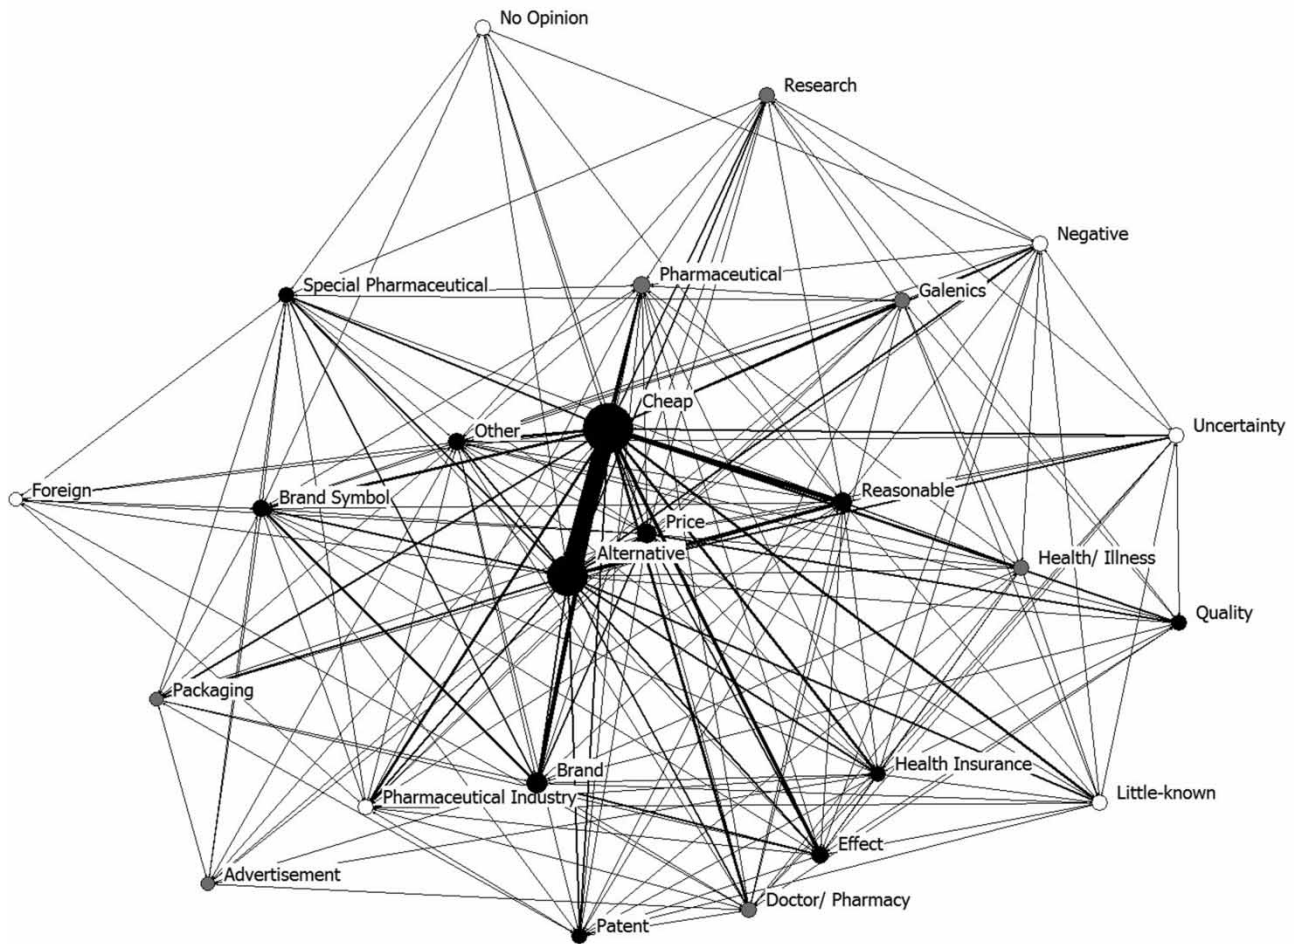 No Opinion
Research
Negative
Pharmaceutical
Special Pharmaceutical
Galenics
Cheap
Uncertainty
Other
Foreign
Brand Symbol
Reasonable
Price
Alternative
Health/ Illness
Quality
Packaging
Brand
Health Insurance
Pharmaceutical Industry
Little-known
Effect
Advertisement
Doctor/ Pharmacy
Patent